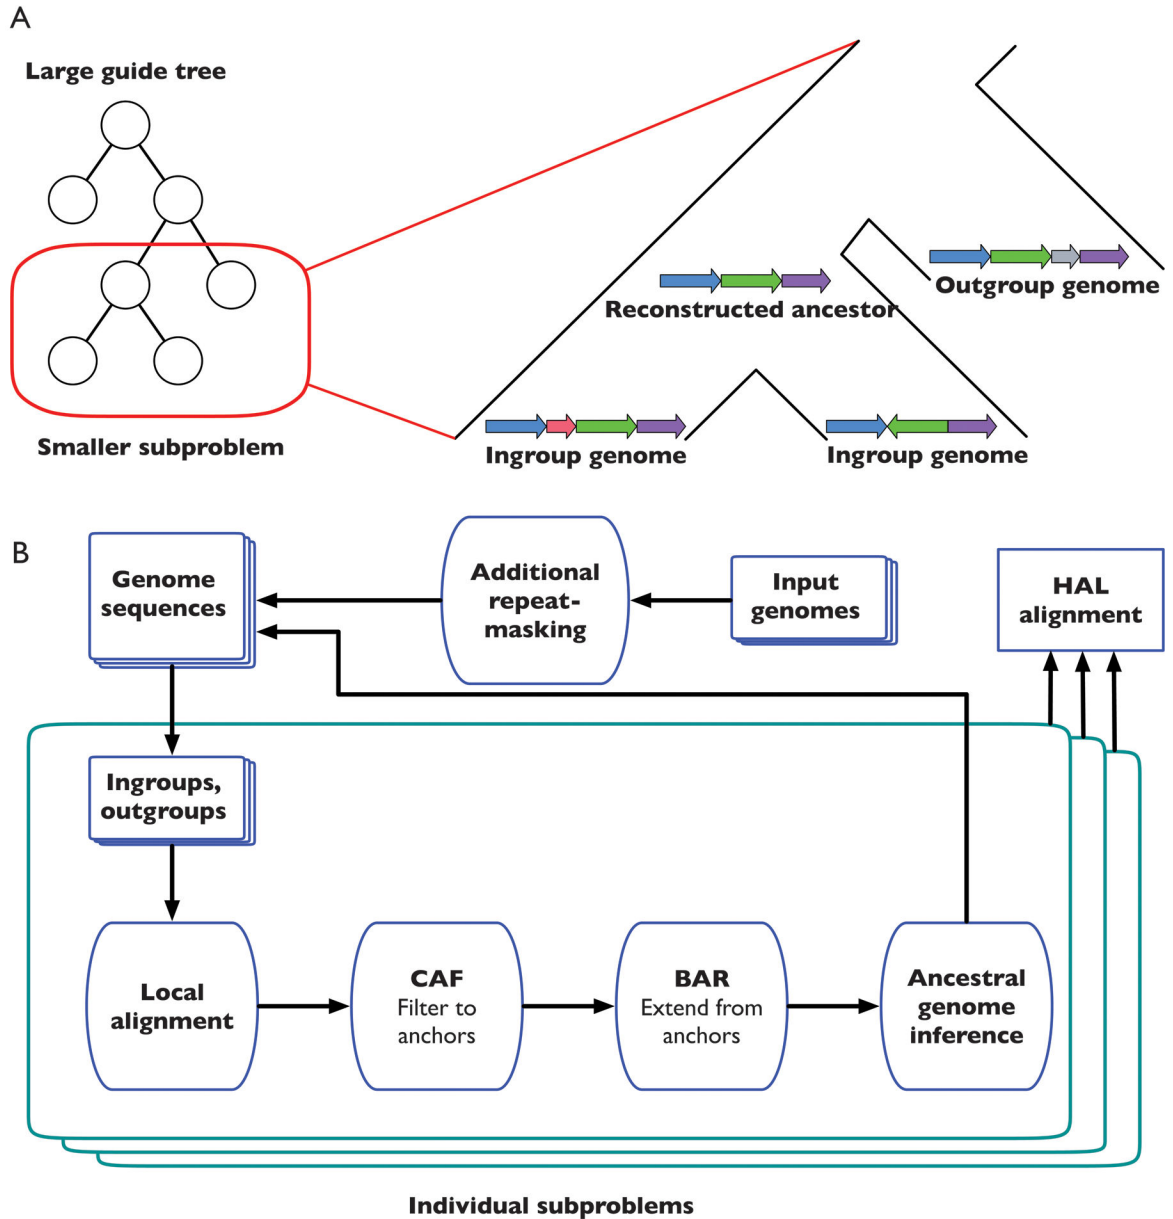 A
Large guide tree
Smaller subproblem
Reconstructed ancestor
Outgroup genome
Ingroup genome
Ingroup genome
B
Genome
sequences
Additional
repeat-
masking
Input
genomes
HAL
alignment
Ingroups,
outgroups
Local
alignment
CAF
Filter to
anchors
BAR
Extend from
anchors
Ancestral
genome
inference
Individual subproblems